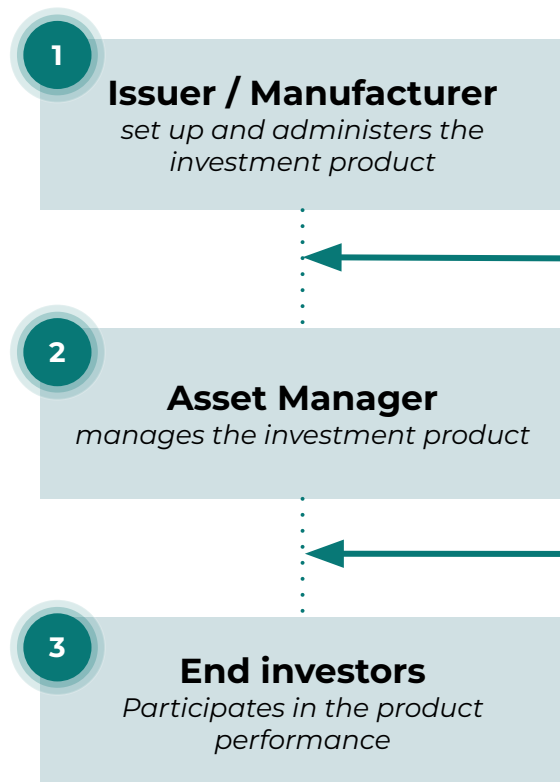 1
Issuer / Manufacturer
set up and administers the
investment product
2
Asset Manager
manages the investment product
3
End investors
Participates in the product
performance